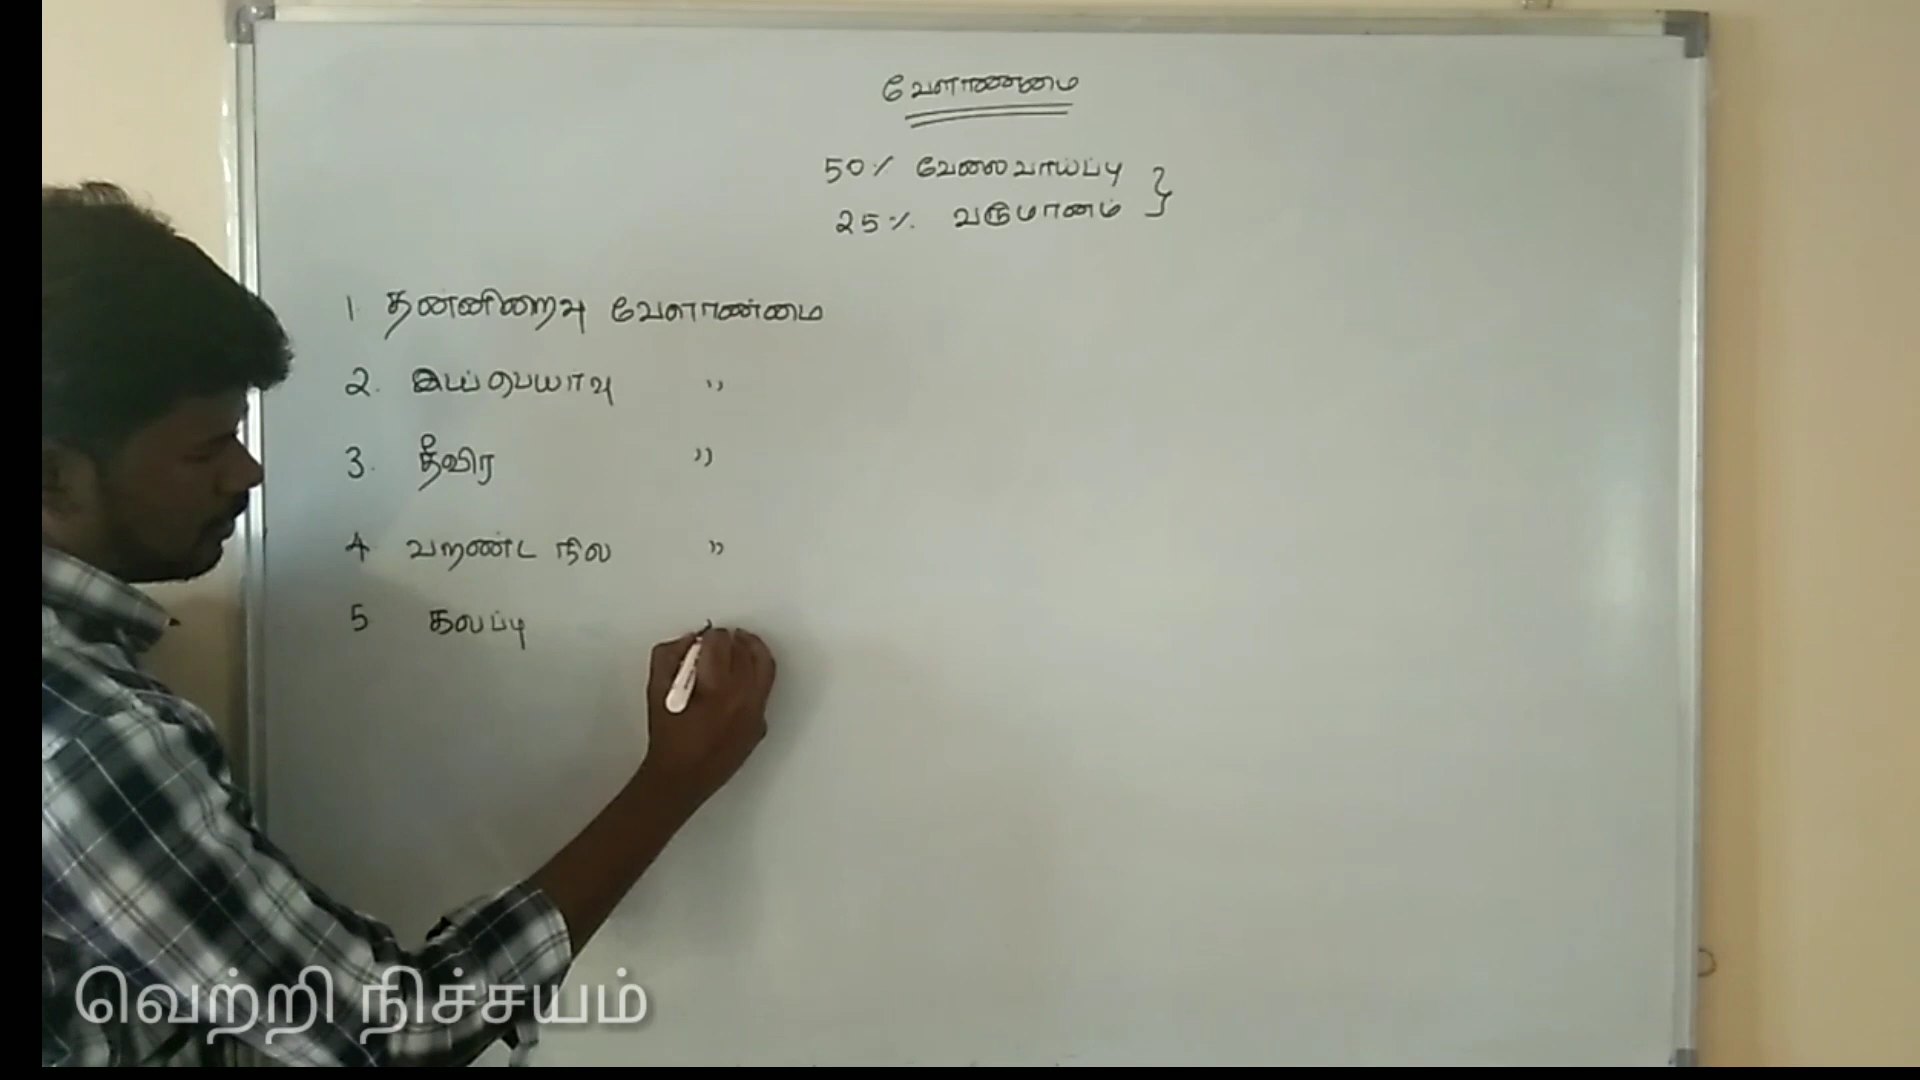 வேளாண்மை
50% வேலைவாய்ப்பு
25%. வருமானம்
1. தன்னிறைவு வேளாண்மை
2. இடப்பெயர்வு "
3. தீவிர "
4 வறண்ட நில "
5 கலப்பு
வெற்றி நிச்சயம்